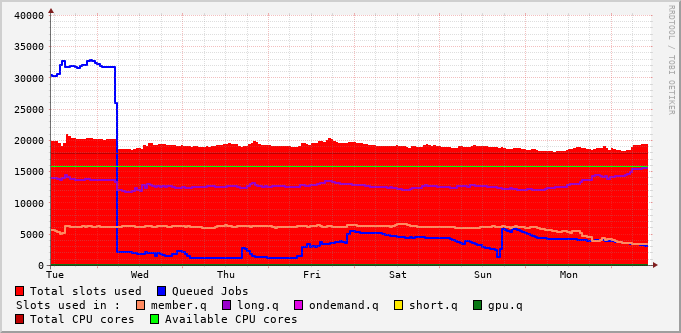 RRDTOOL / TOBI OETIKER
40000
35000
30000
25000
20000
15000
10000
5000
0
Tue Wed Thu Fri Sat Sun Mon
Total slots used Queued Jobs
Slots used in : member.q long.q ondemand.q short.q gpu.q
Total CPU cores Available CPU cores